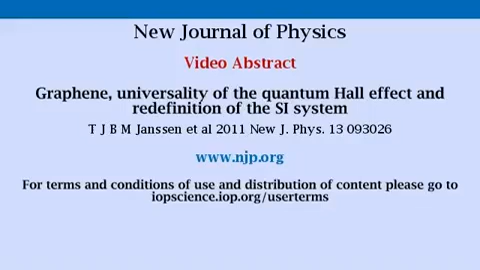 New Journal of Physics
Video Abstract
Graphene, universality of the quantum Hall effect and
redefinition of the SI system
T J B M Janssen et al 2011 New J. Phys. 13 093026
www.njp.org
For terms and conditions of use and distribution of content please go to
iopscience.iop.org/userterms